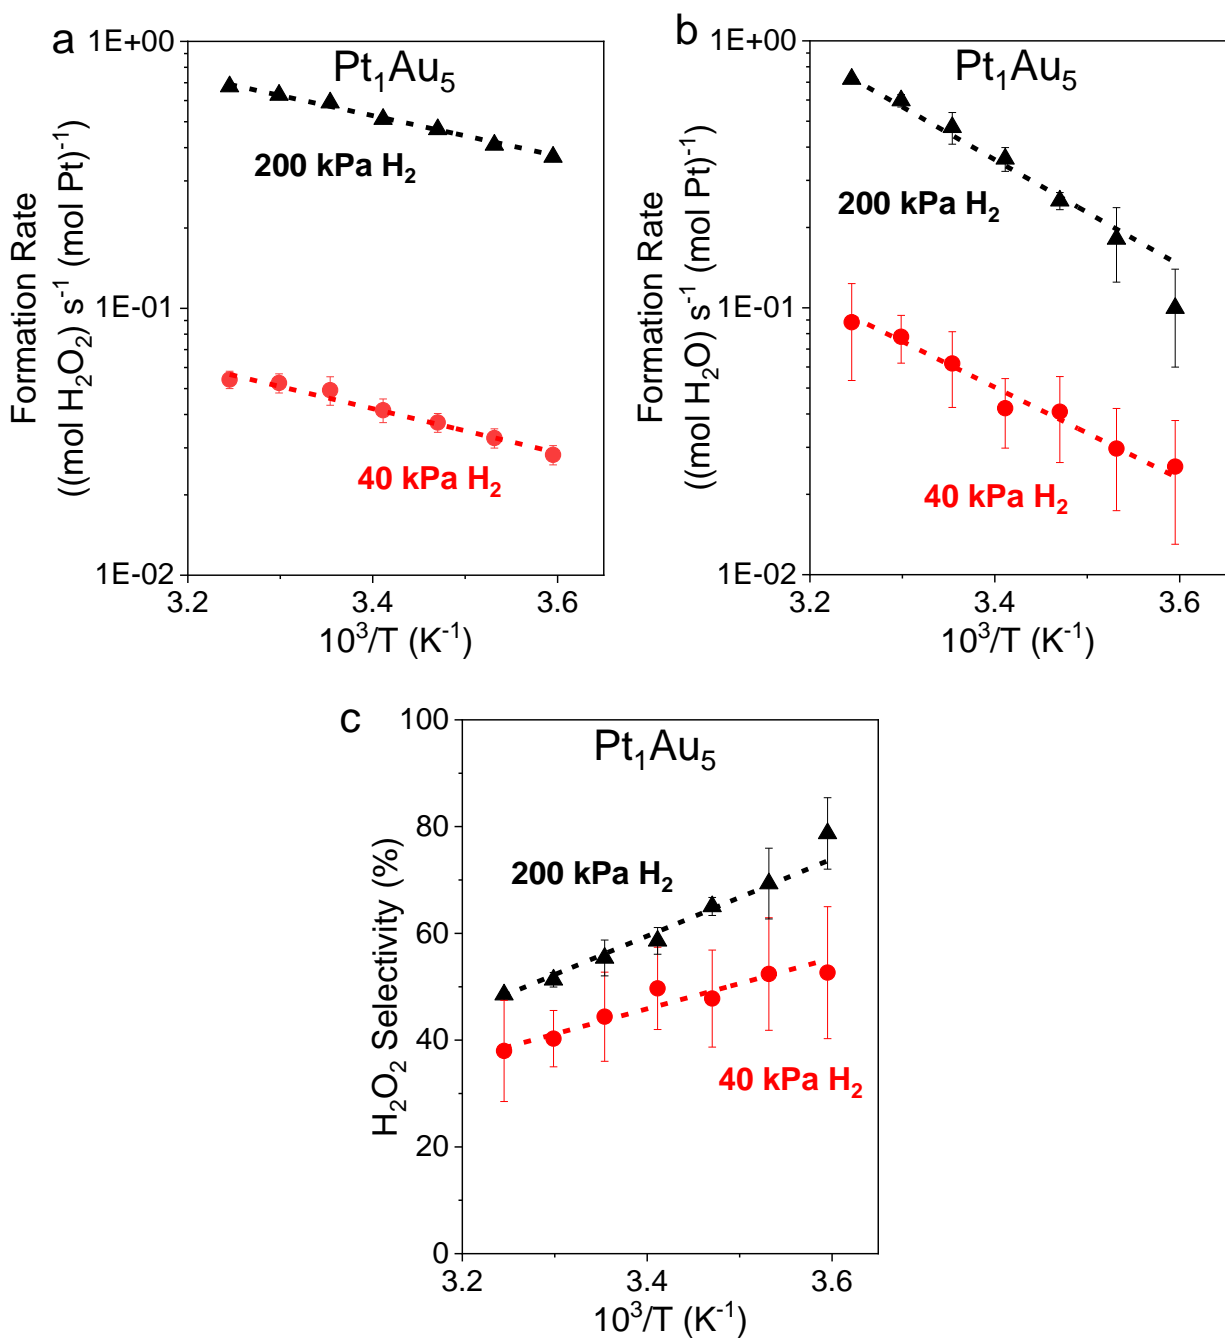 a
Pt₁Au₅
1E+00
1E-01
1E-02
Formation Rate
((mol H₂O₂) s⁻¹ (mol Pt)⁻¹)
200 kPa H₂
40 kPa H₂
3.2 3.4 3.6
10³/T (K⁻¹)
b
Pt₁Au₅
1E+00
1E-01
1E-02
Formation Rate
((mol H₂O) s⁻¹ (mol Pt)⁻¹
200 kPa H₂
40 kPa H₂
3.2 3.4 3.6
10³/T (K⁻¹)
c
Pt₁Au₅
100
80
60
40
20
0
H₂O₂ Selectivity (%)
200 kPa H₂
40 kPa H₂
3.2 3.4 3.6
10³/T (K⁻¹)